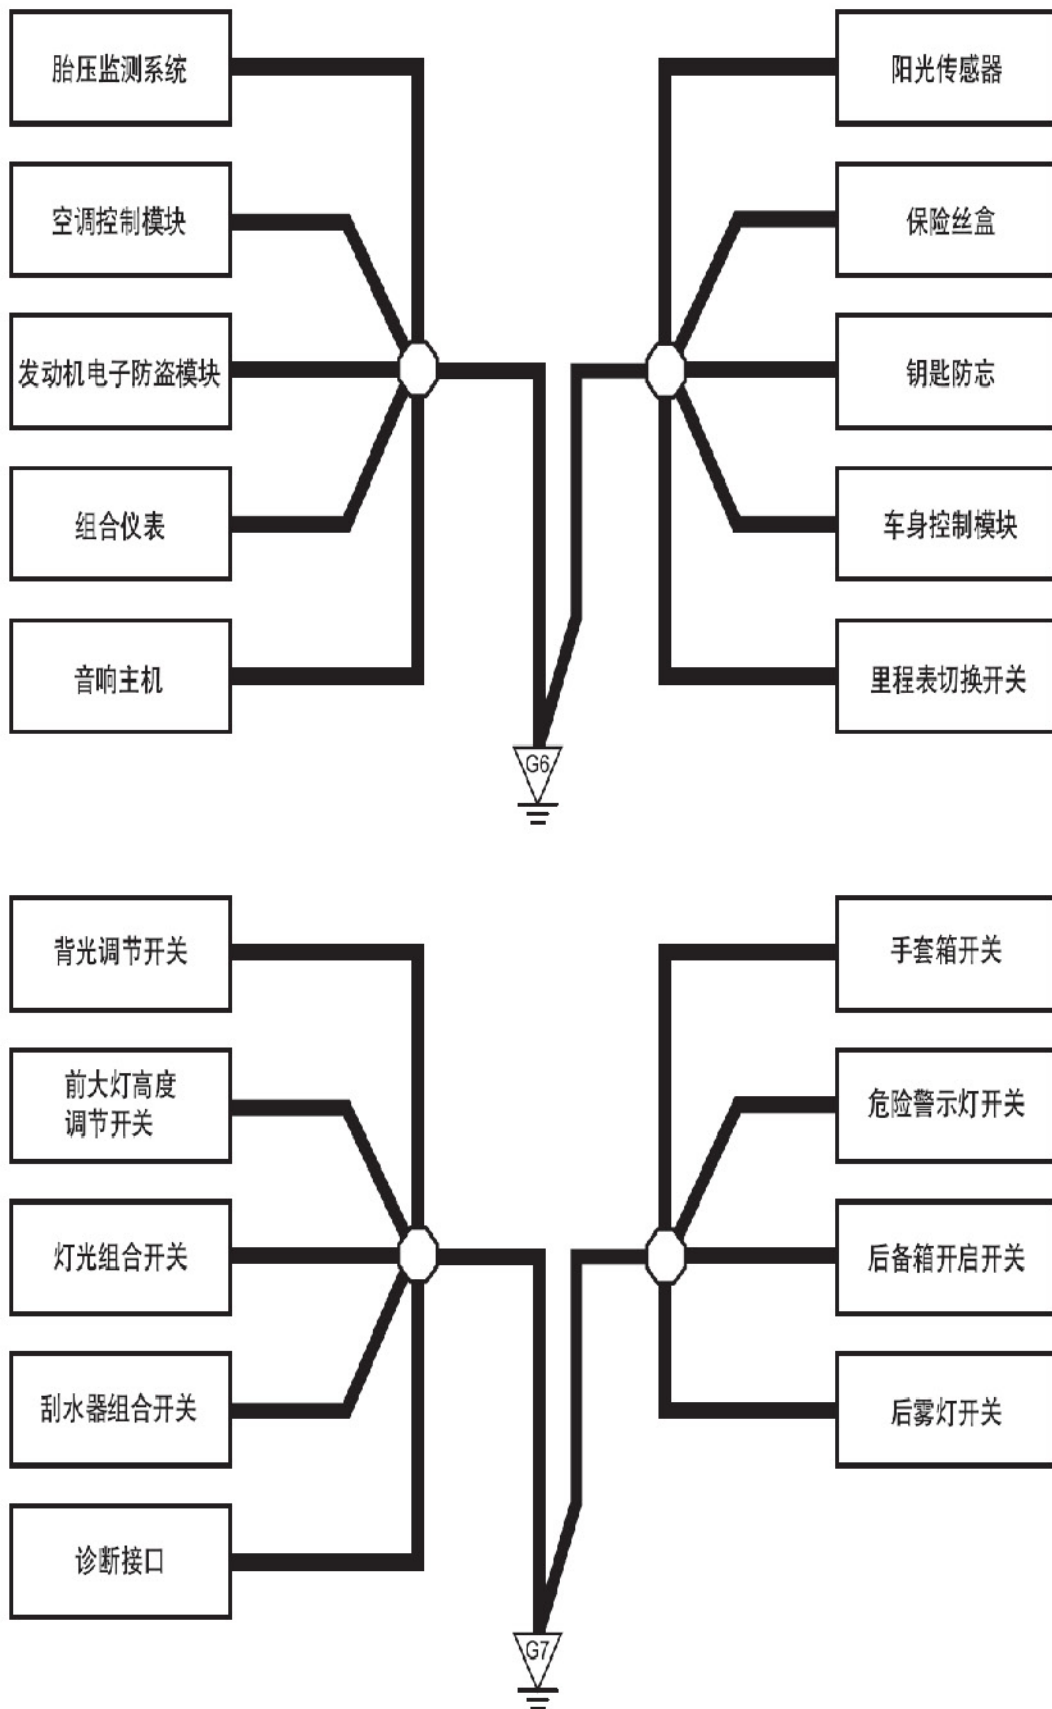 胎压监测系统
阳光传感器
空调控制模块
保险丝盒
发动机电子防盗模块
钥匙防忘
组合仪表
车身控制模块
音响主机
里程表切换开关
G6
背光调节开关
手套箱开关
前大灯高度
调节开关
危险警示灯开关
灯光组合开关
后备箱开启开关
刮水器组合开关
后雾灯开关
诊断接口
G7